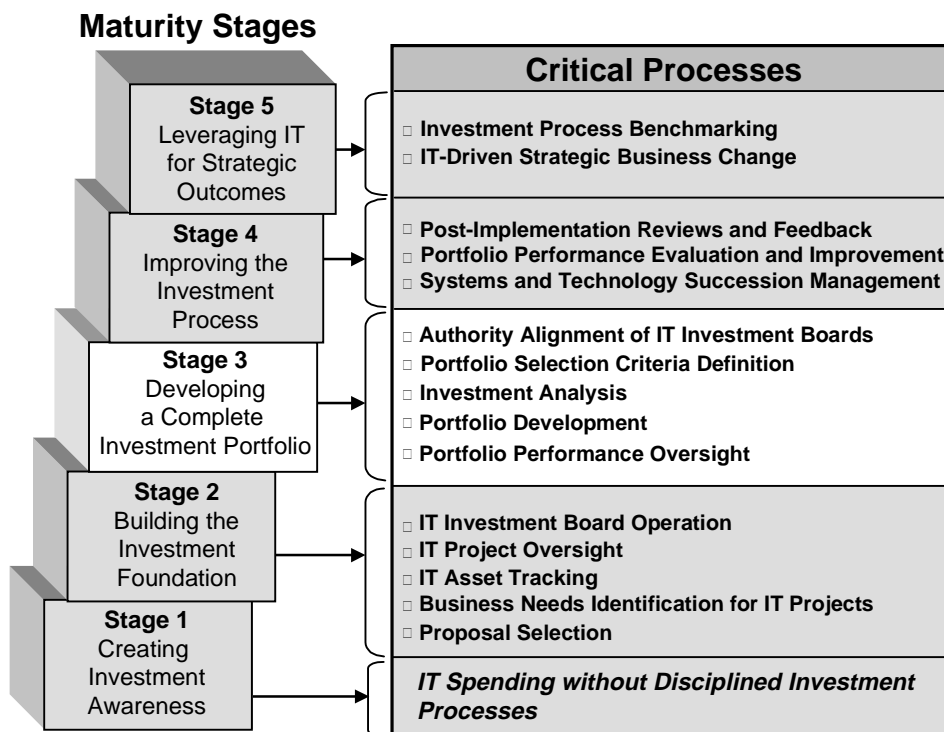 Maturity Stages
Critical Processes
Stage 5
Leveraging IT
for Strategic
Outcomes
Investment Process Benchmarking
IT-Driven Strategic Business Change
Stage 4
Improving the
Investment
Process
Post-Implementation Reviews and Feedback
Portfolio Performance Evaluation and Improvement
Systems and Technology Succession Management
Stage 3
Developing
a Complete
Investment Portfolio
Authority Alignment of IT Investment Boards
Portfolio Selection Criteria Definition
Investment Analysis
Portfolio Development
Portfolio Performance Oversight
Stage 2
Building the
Investment
Foundation
IT Investment Board Operation
IT Project Oversight
IT Asset Tracking
Business Needs Identification for IT Projects
Proposal Selection
Stage 1
Creating
Investment
Awareness
IT Spending without Disciplined Investment
Processes